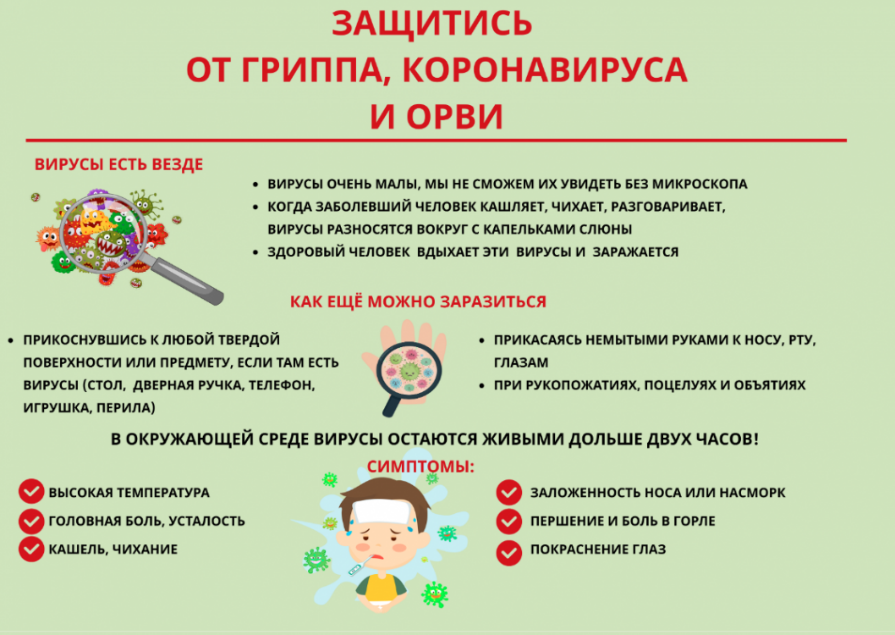 ЗАЩИТИСЬ
ОТ ГРИППА, КОРОНАВИРУСА
И ОРВИ
ВИРУСЫ ЕСТЬ ВЕЗДЕ
• ВИРУСЫ ОЧЕНЬ МАЛЫ, МЫ НЕ СМОЖЕМ ИХ УВИДЕТЬ БЕЗ МИКРОСКОПА
• КОГДА ЗАБОЛЕВШИЙ ЧЕЛОВЕК КАШЛЯЕТ, ЧИХАЕТ, РАЗГОВАРИВАЕТ,
ВИРУСЫ РАЗНОСЯТСЯ ВОКРУГ С КАПЕЛЬКАМИ СЛЮНЫ
• ЗДОРОВЫЙ ЧЕЛОВЕК ВДЫХАЕТ ЭТИ ВИРУСЫ И ЗАРАЖАЕТСЯ
КАК ЕЩЁ МОЖНО ЗАРАЗИТЬСЯ
• ПРИКОСНУВШИСЬ К ЛЮБОЙ ТВЕРДОЙ
ПОВЕРХНОСТИ ИЛИ ПРЕДМЕТУ, ЕСЛИ ТАМ ЕСТЬ
ВИРУСЫ (СТОЛ, ДВЕРНАЯ РУЧКА, ТЕЛЕФОН,
ИГРУШКА, ПЕРИЛА)
• ПРИКАСАЯСЬ НЕМЫТЫМИ РУКАМИ К НОСУ, РТУ,
ГЛАЗАМ
• ПРИ РУКОПОЖАТИЯХ, ПОЦЕЛУЯХ И ОБЪЯТИЯХ
В ОКРУЖАЮЩЕЙ СРЕДЕ ВИРУСЫ ОСТАЮТСЯ ЖИВЫМИ ДОЛЬШЕ ДВУХ ЧАСОВ!
СИМПТОМЫ:
ВЫСОКАЯ ТЕМПЕРАТУРА
ГОЛОВНАЯ БОЛЬ, УСТАЛОСТЬ
КАШЕЛЬ, ЧИХАНИЕ
ЗАЛОЖЕННОСТЬ НОСА ИЛИ НАСМОРК
ПЕРШЕНИЕ И БОЛЬ В ГОРЛЕ
ПОКРАСНЕНИЕ ГЛАЗ